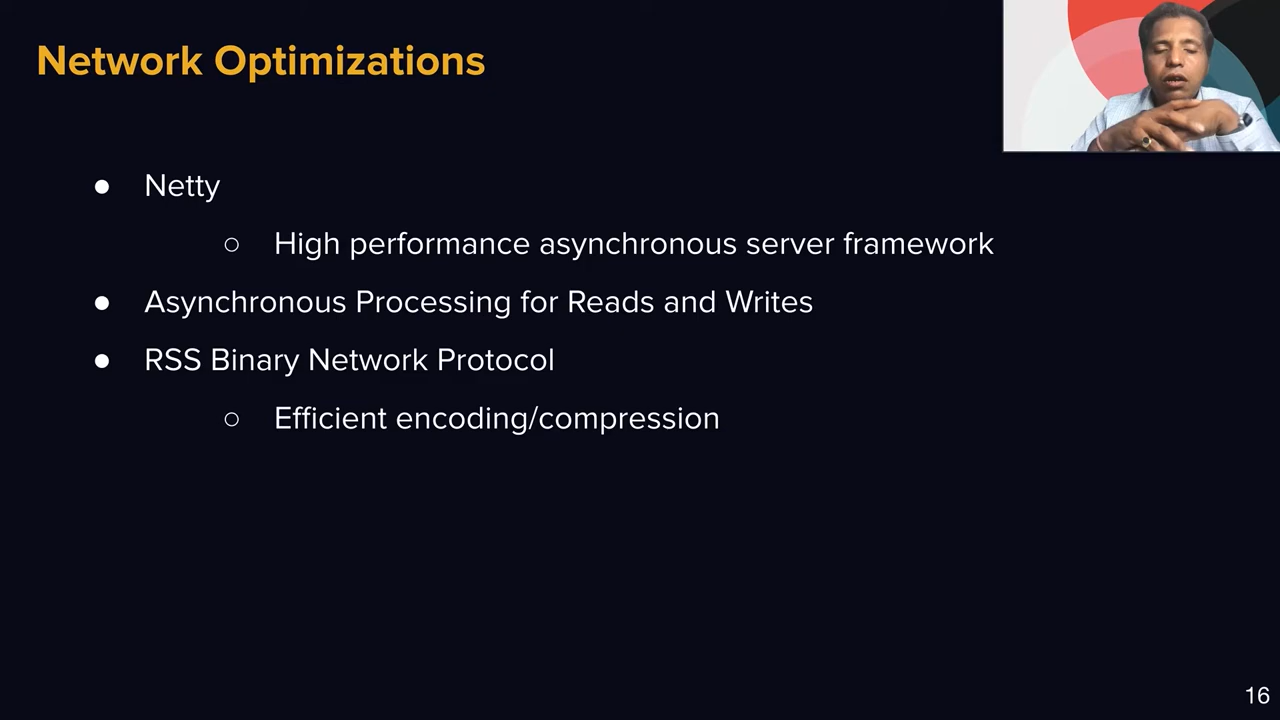 Network Optimizations
● Netty
○ High performance asynchronous server framework
● Asynchronous Processing for Reads and Writes
● RSS Binary Network Protocol
○ Efficient encoding/compression
16